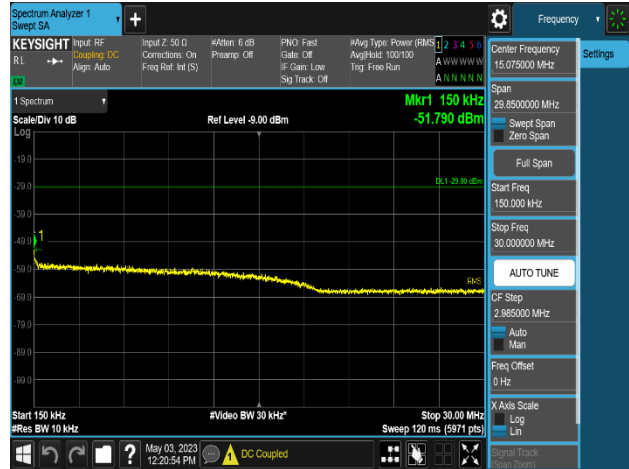 Spectrum Analyzer 1
Swept SA
+
Frequency
KEYSIGHT
R L
LW
Input: RF
Coupling: DC
Align: Auto
Input Z: 50 Ω
Corrections: On
Freq Ref: Int (S)
#Atten: 6 dB
Preamp: Off
PNO: Fast
Gate: Off
IF Gain: Low
Sig Track: Off
#Avg Type: Power (RMS)
Avg|Hold: 100/100
Trig: Free Run
1 2 3 4 5 6
A W W W W W
A N N N N N
1 Spectrum
Scale/Div 10 dB
Ref Level -9.00 dBm
Mkr1 150 kHz
-51.790 dBm
Log
-19.0
-29.0
-39.0
-49.0
-59.0
-69.0
-79.0
-89.0
-99.0
DL1 -29.00 dBm
1
RMS
Start 150 kHz
#Video BW 30 kHz*
Stop 30.00 MHz
#Res BW 10 kHz
Sweep 120 ms (5971 pts)
Center Frequency
15.075000 MHz
Settings
Span
29.8500000 MHz
Swept Span
Zero Span
Full Span
Start Freq
150.000 kHz
Stop Freq
30.000000 MHz
AUTO TUNE
CF Step
2.985000 MHz
Auto
Man
Freq Offset
0 Hz
X Axis Scale
Log
Lin
Signal Track
(Span Zoom)
?
May 03, 2023
12:20:54 PM
DC Coupled